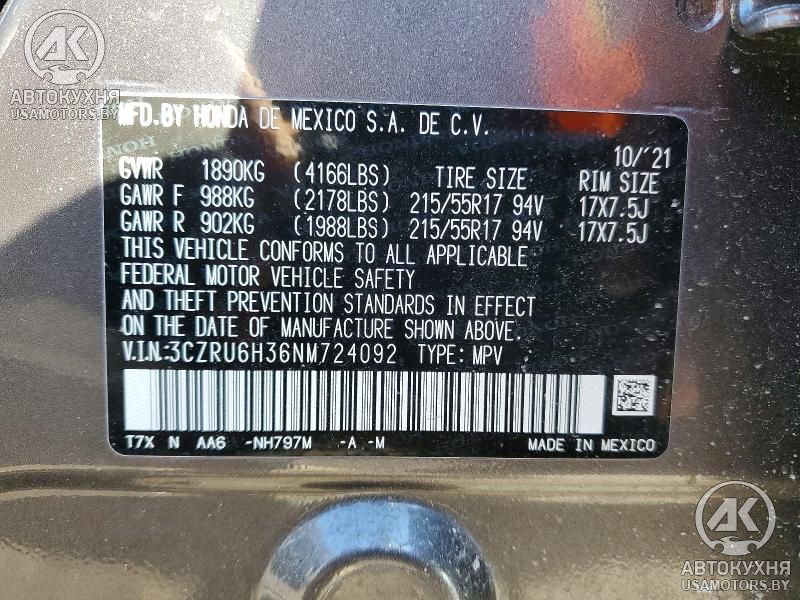 АК
АВТОКУХНЯ
USAMOTORS.BY
MFD.BY HONDA DE MEXICO S.A. DE C.V.
10/'21
GVWR 1890KG (4166LBS) TIRE SIZE RIM SIZE
GAWR F 988KG (2178LBS) 215/55R17 94V 17X7.5J
GAWR R 902KG (1988LBS) 215/55R17 94V 17X7.5J
THIS VEHICLE CONFORMS TO ALL APPLICABLE
FEDERAL MOTOR VEHICLE SAFETY
AND THEFT PREVENTION STANDARDS IN EFFECT
ON THE DATE OF MANUFACTURE SHOWN ABOVE.
V.I.N.:3CZRU6H36NM724092 TYPE: MPV
T7X N AA6 -NH797M -A -M MADE IN MEXICO
АК
АВТОКУХНЯ
USAMOTORS.BY